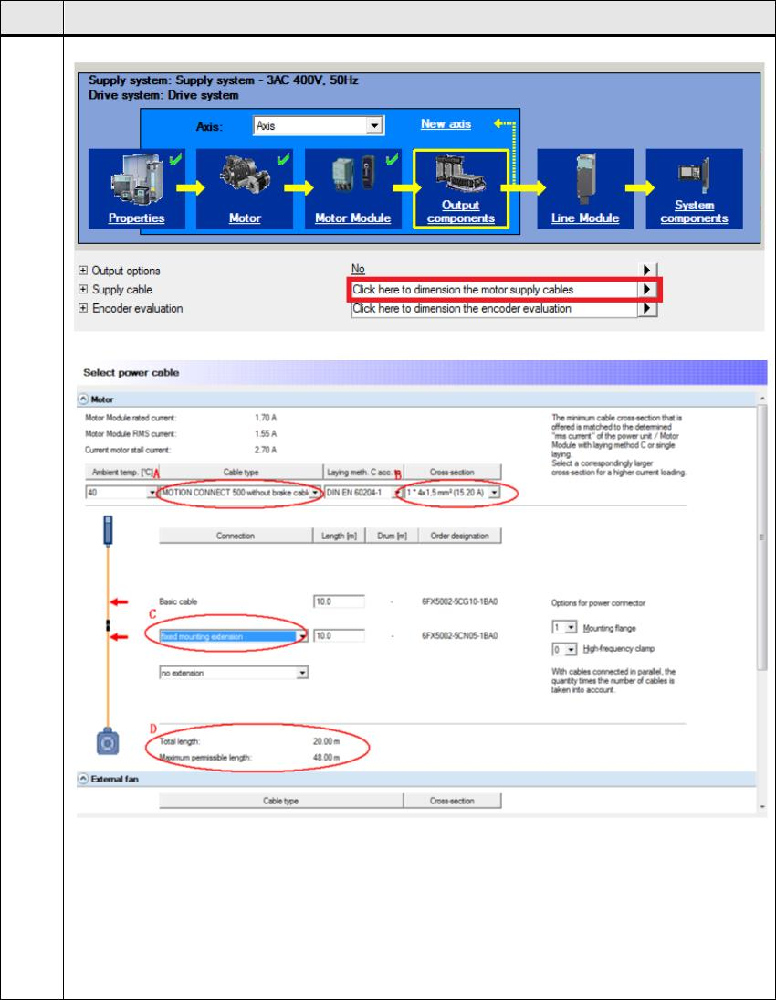 Supply system: Supply system - 3AC 400V, 50Hz
Drive system: Drive system
Axis:
Axis
New axis
Properties
Motor
Motor Module
Output
components
Line Module
System
components
Output options
No
Supply cable
Click here to dimension the motor supply cables
Encoder evaluation
Click here to dimension the encoder evaluation
Select power cable
Motor
Motor Module rated current: 1.70 A
Motor Module RMS current: 1.55 A
Current motor stall current: 2.70 A
The minimum cable cross-section that is
offered is matched to the determined
"rms current" of the power unit / Motor
Module with laying method C or single
laying.
Select a correspondingly larger
cross-section for a higher current loading.
Ambient temp. [°C] A Cable type Laying meth. C acc. B Cross-section
40 MOTION CONNECT 500 without brake cabl DIN EN 60204-1 1 * 4x1,5 mm² (15.20 A)
Connection Length [m] Drum [m] Order designation
Basic cable 10.0 - 6FX5002-5CG10-1BA0
C
fixed mounting extension 10.0 - 6FX5002-5CN05-1BA0
no extension
Options for power connector
1 Mounting flange
0 High-frequency clamp
With cables connected in parallel, the
quantity times the number of cables is
taken into account.
D
Total length: 20.00 m
Maximum permissible length: 48.00 m
External fan
Cable type Cross-section